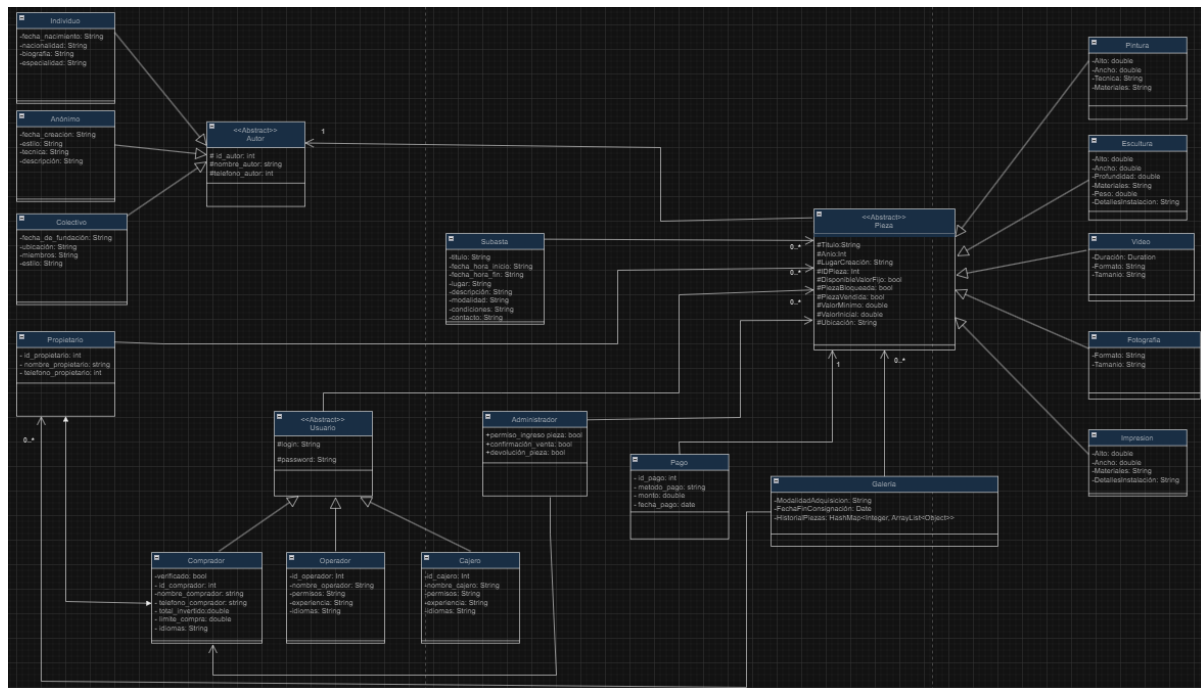 Individuo
-fecha_nacimiento: String
-nacionalidad: String
-biografia: String
-especialidad: String
Anónimo
-fecha_creacion: String
-estilo: String
-tecnica: String
-descripción: String
Colectivo
-fecha_de_fundación: String
-ubicación: String
-miembros: String
-estilo: String
<<Abstract>>
Autor
# id_autor: int
#nombre_autor: string
#telefono_autor: int
1
Propietario
- id_propietario: int
- nombre_propietario: string
- telefono_propietario: int
0..*
Subasta
-titulo: String
-fecha_hora_inicio: String
-fecha_hora_fin: String
-lugar: String
-descripción: String
-modalidad: String
-condiciones: String
-contacto: String
0..*
0..*
0..*
<<Abstract>>
Pieza
#Titulo:String
#Anio:Int
#LugarCreación: String
#IDPieza: Int
#DisponibleValorFijo: bool
#PiezaBloqueada: bool
#PiezaVendida: bool
#ValorMinimo: double
#ValorInicial: double
#Ubicación: String
1
0..*
Pintura
-Alto: double
-Ancho: double
-Tecnica: String
-Materiales: String
Escultura
-Alto: double
-Ancho: double
-Profundidad: double
-Materiales: String
-Peso: double
-DetallesInstalacion: String
Video
-Duración: Duration
-Formato: String
-Tamanio: String
Fotografia
-Formato: String
-Tamanio: String
Impresion
-Alto: double
-Ancho: double
-Materiales: String
-DetallesInstalación: String
<<Abstract>>
Usuario
#login: String
#password: String
Administrador
+permiso_ingreso pieza: bool
+confirmación_venta: bool
+devolución_pieza: bool
Pago
- id_pago: int
- metodo_pago: string
- monto: double
- fecha_pago: date
Galeria
-ModalidadAdquisicion: String
-FechaFinConsignación: Date
-HistorialPiezas: HashMap<Integer, ArrayList<Object>>
Comprador
-verificado: bool
- id_comprador: int
-nombre_comprador: string
- telefono_comprador: string
- total_invertido:double
- limite_compra: double
- idiomas: String
Operador
-id_operador: Int
-nombre_operador: String
-permisos: String
-experiencia: String
-idiomas: String
Cajero
-id_cajero: Int
-nombre_cajero: String
-permisos: String
-experiencia: String
-idiomas: String